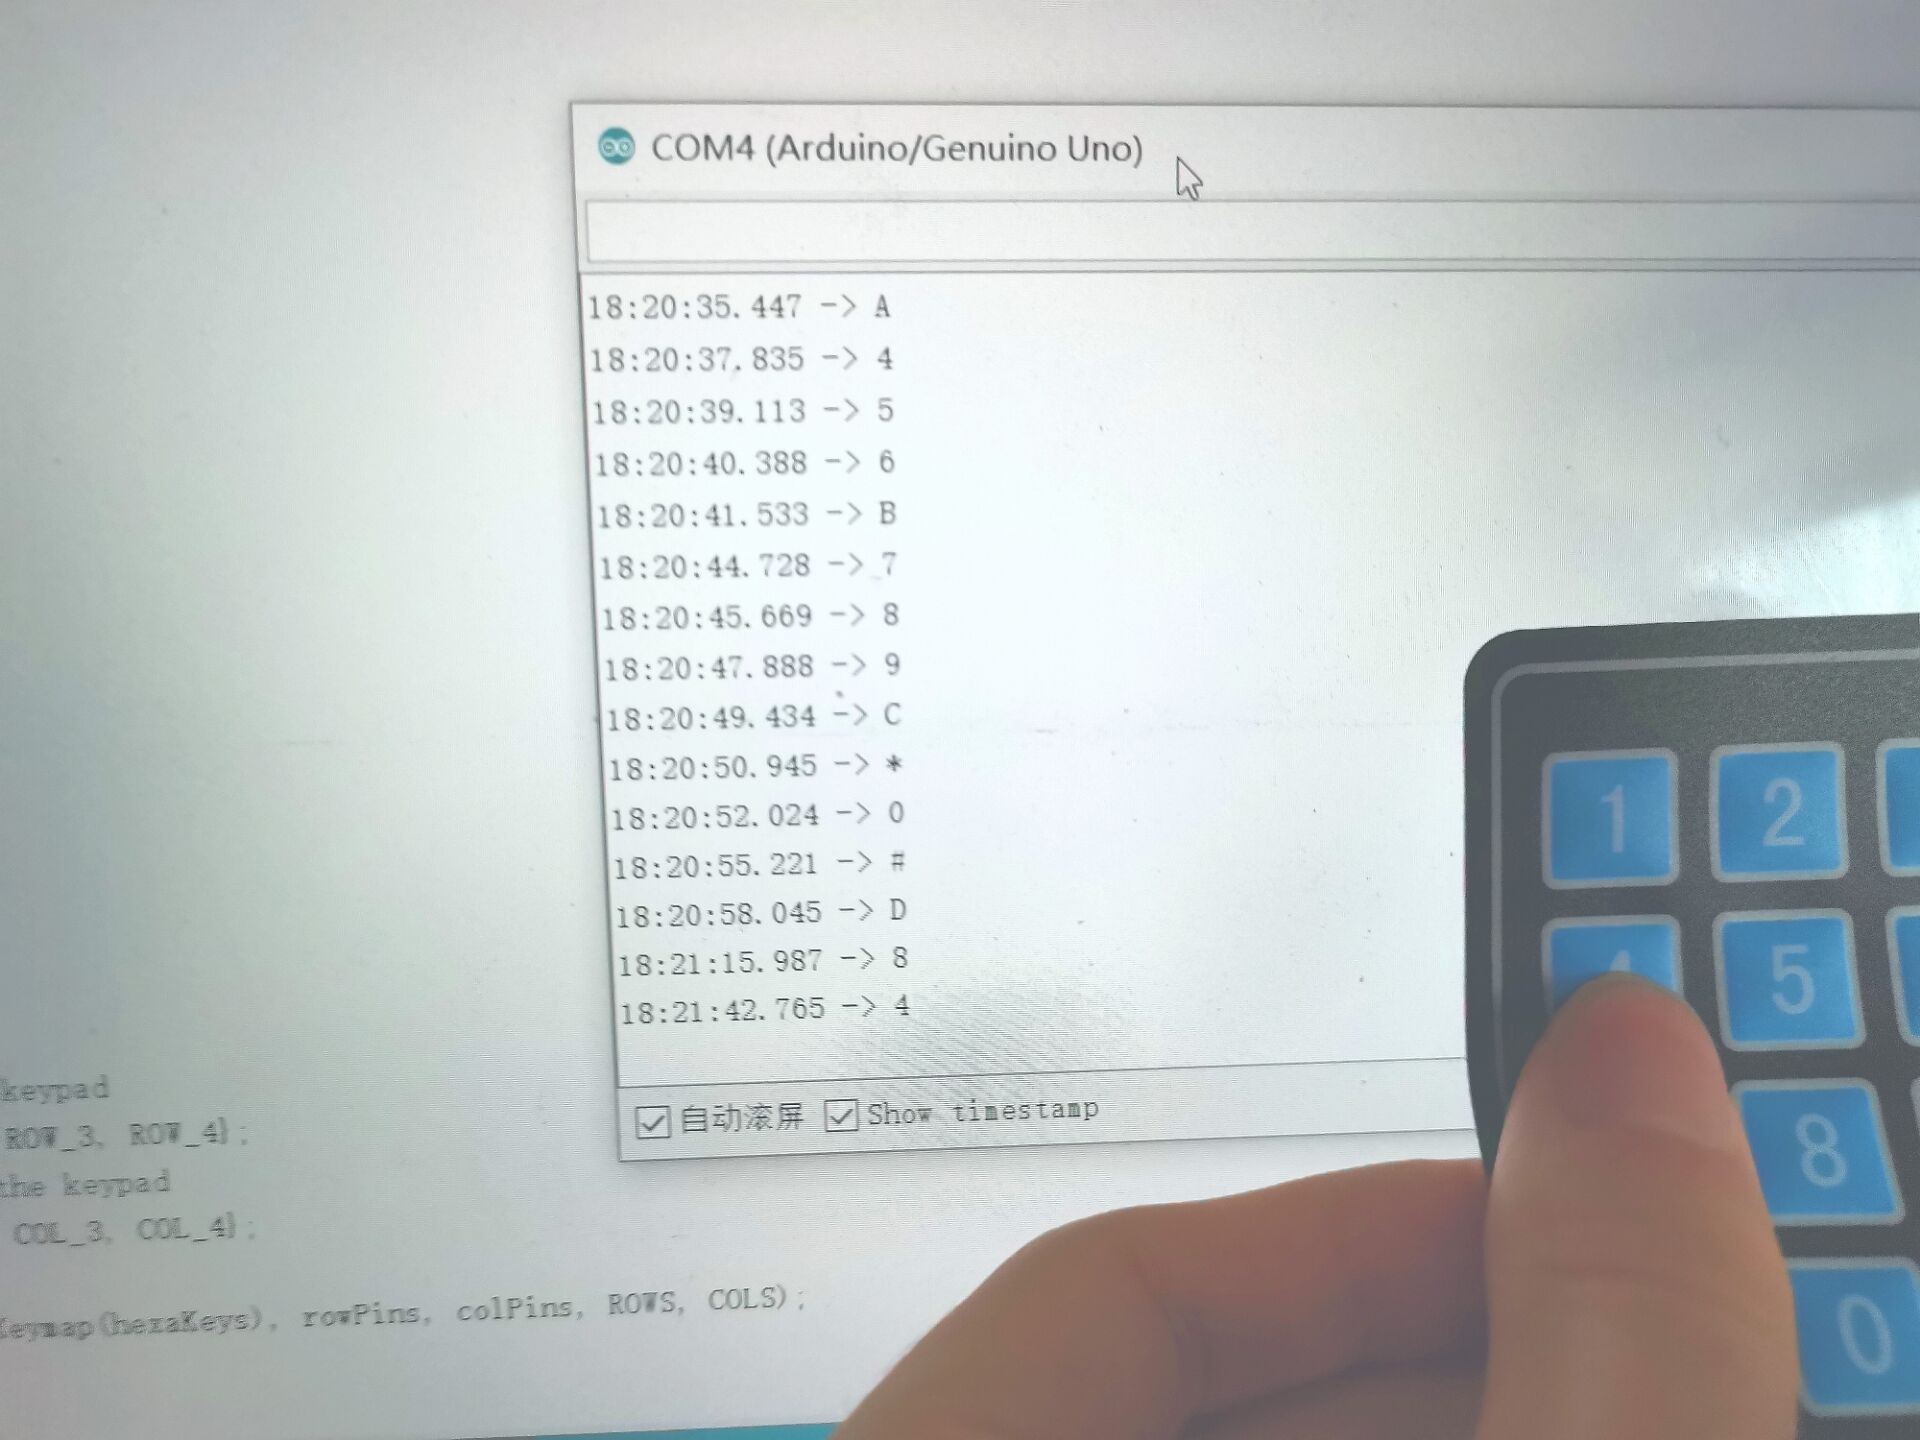 COM4 (Arduino/Genuino Uno)
18:20:35.447 -> A
18:20:37.835 -> 4
18:20:39.113 -> 5
18:20:40.388 -> 6
18:20:41.533 -> B
18:20:44.728 -> 7
18:20:45.669 -> 8
18:20:47.888 -> 9
18:20:49.434 -> C
18:20:50.945 -> *
18:20:52.024 -> 0
18:20:55.221 -> #
18:20:58.045 -> D
18:21:15.987 -> 8
18:21:42.765 -> 4
自动滚屏 Show timestamp
keypad
ROW_3, ROW_4};
the keypad
COL_3, COL_4};
Keymap(hexaKeys), rowPins, colPins, ROWS, COLS);
1 2
4 5
8
0